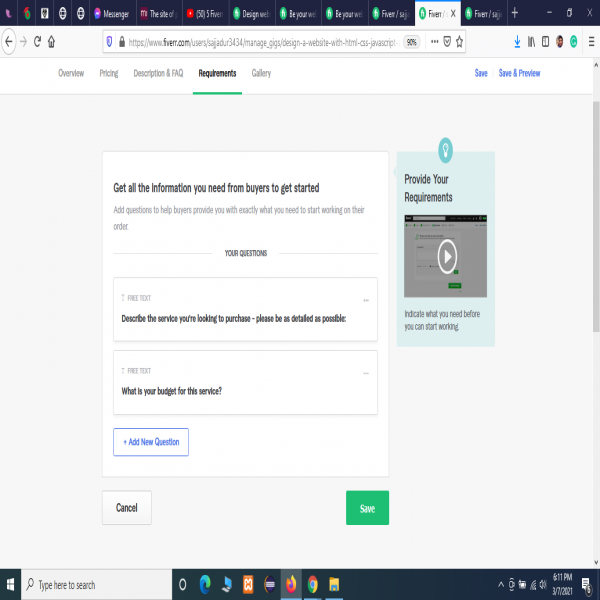 Messenger
The site of
(50) 5 Fiverr
Design web
Be your we
Be your we
Fiverr / sajja
Fiverr /
Fiverr / sajja
https://www.fiverr.com/users/sajjadur3434/manage_gigs/design-a-website-with-html-css-javascript
90%
Overview
Pricing
Description & FAQ
Requirements
Gallery
Save
Save & Preview
Get all the information you need from buyers to get started
Add questions to help buyers provide you with exactly what you need to start working on their
order.
YOUR QUESTIONS
FREE TEXT
Describe the service you're looking to purchase - please be as detailed as possible:
FREE TEXT
What is your budget for this service?
+ Add New Question
Cancel
Save
Provide Your
Requirements
Indicate what you need before
you can start working.
Type here to search
6:11 PM
3/7/2021